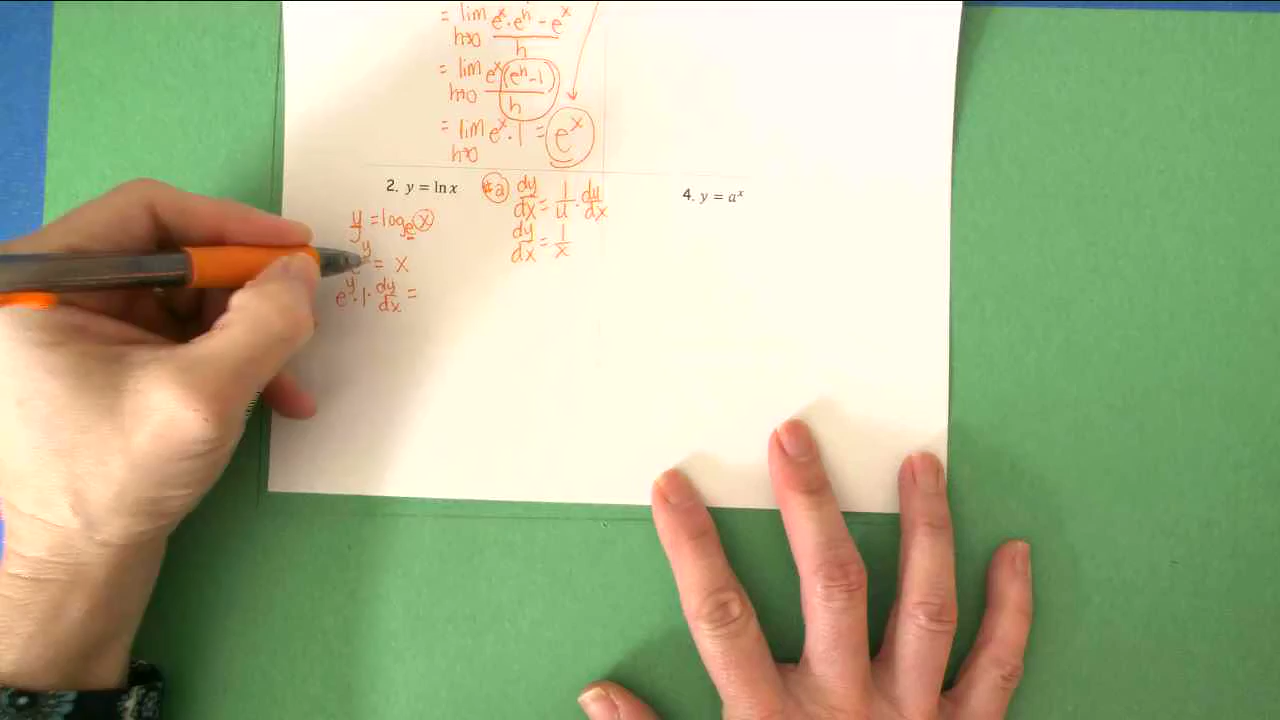 = lim h→0 e^x · e^h - e^x / h
= lim h→0 e^x (e^h - 1) / h
= lim h→0 e^x · 1 = e^x
2. y = ln x
y = log_e x
e^y = x
e^y · 1 · dy/dx =
a dy/dx = 1/u · du/dx
dy/dx = 1/x
4. y = a^x